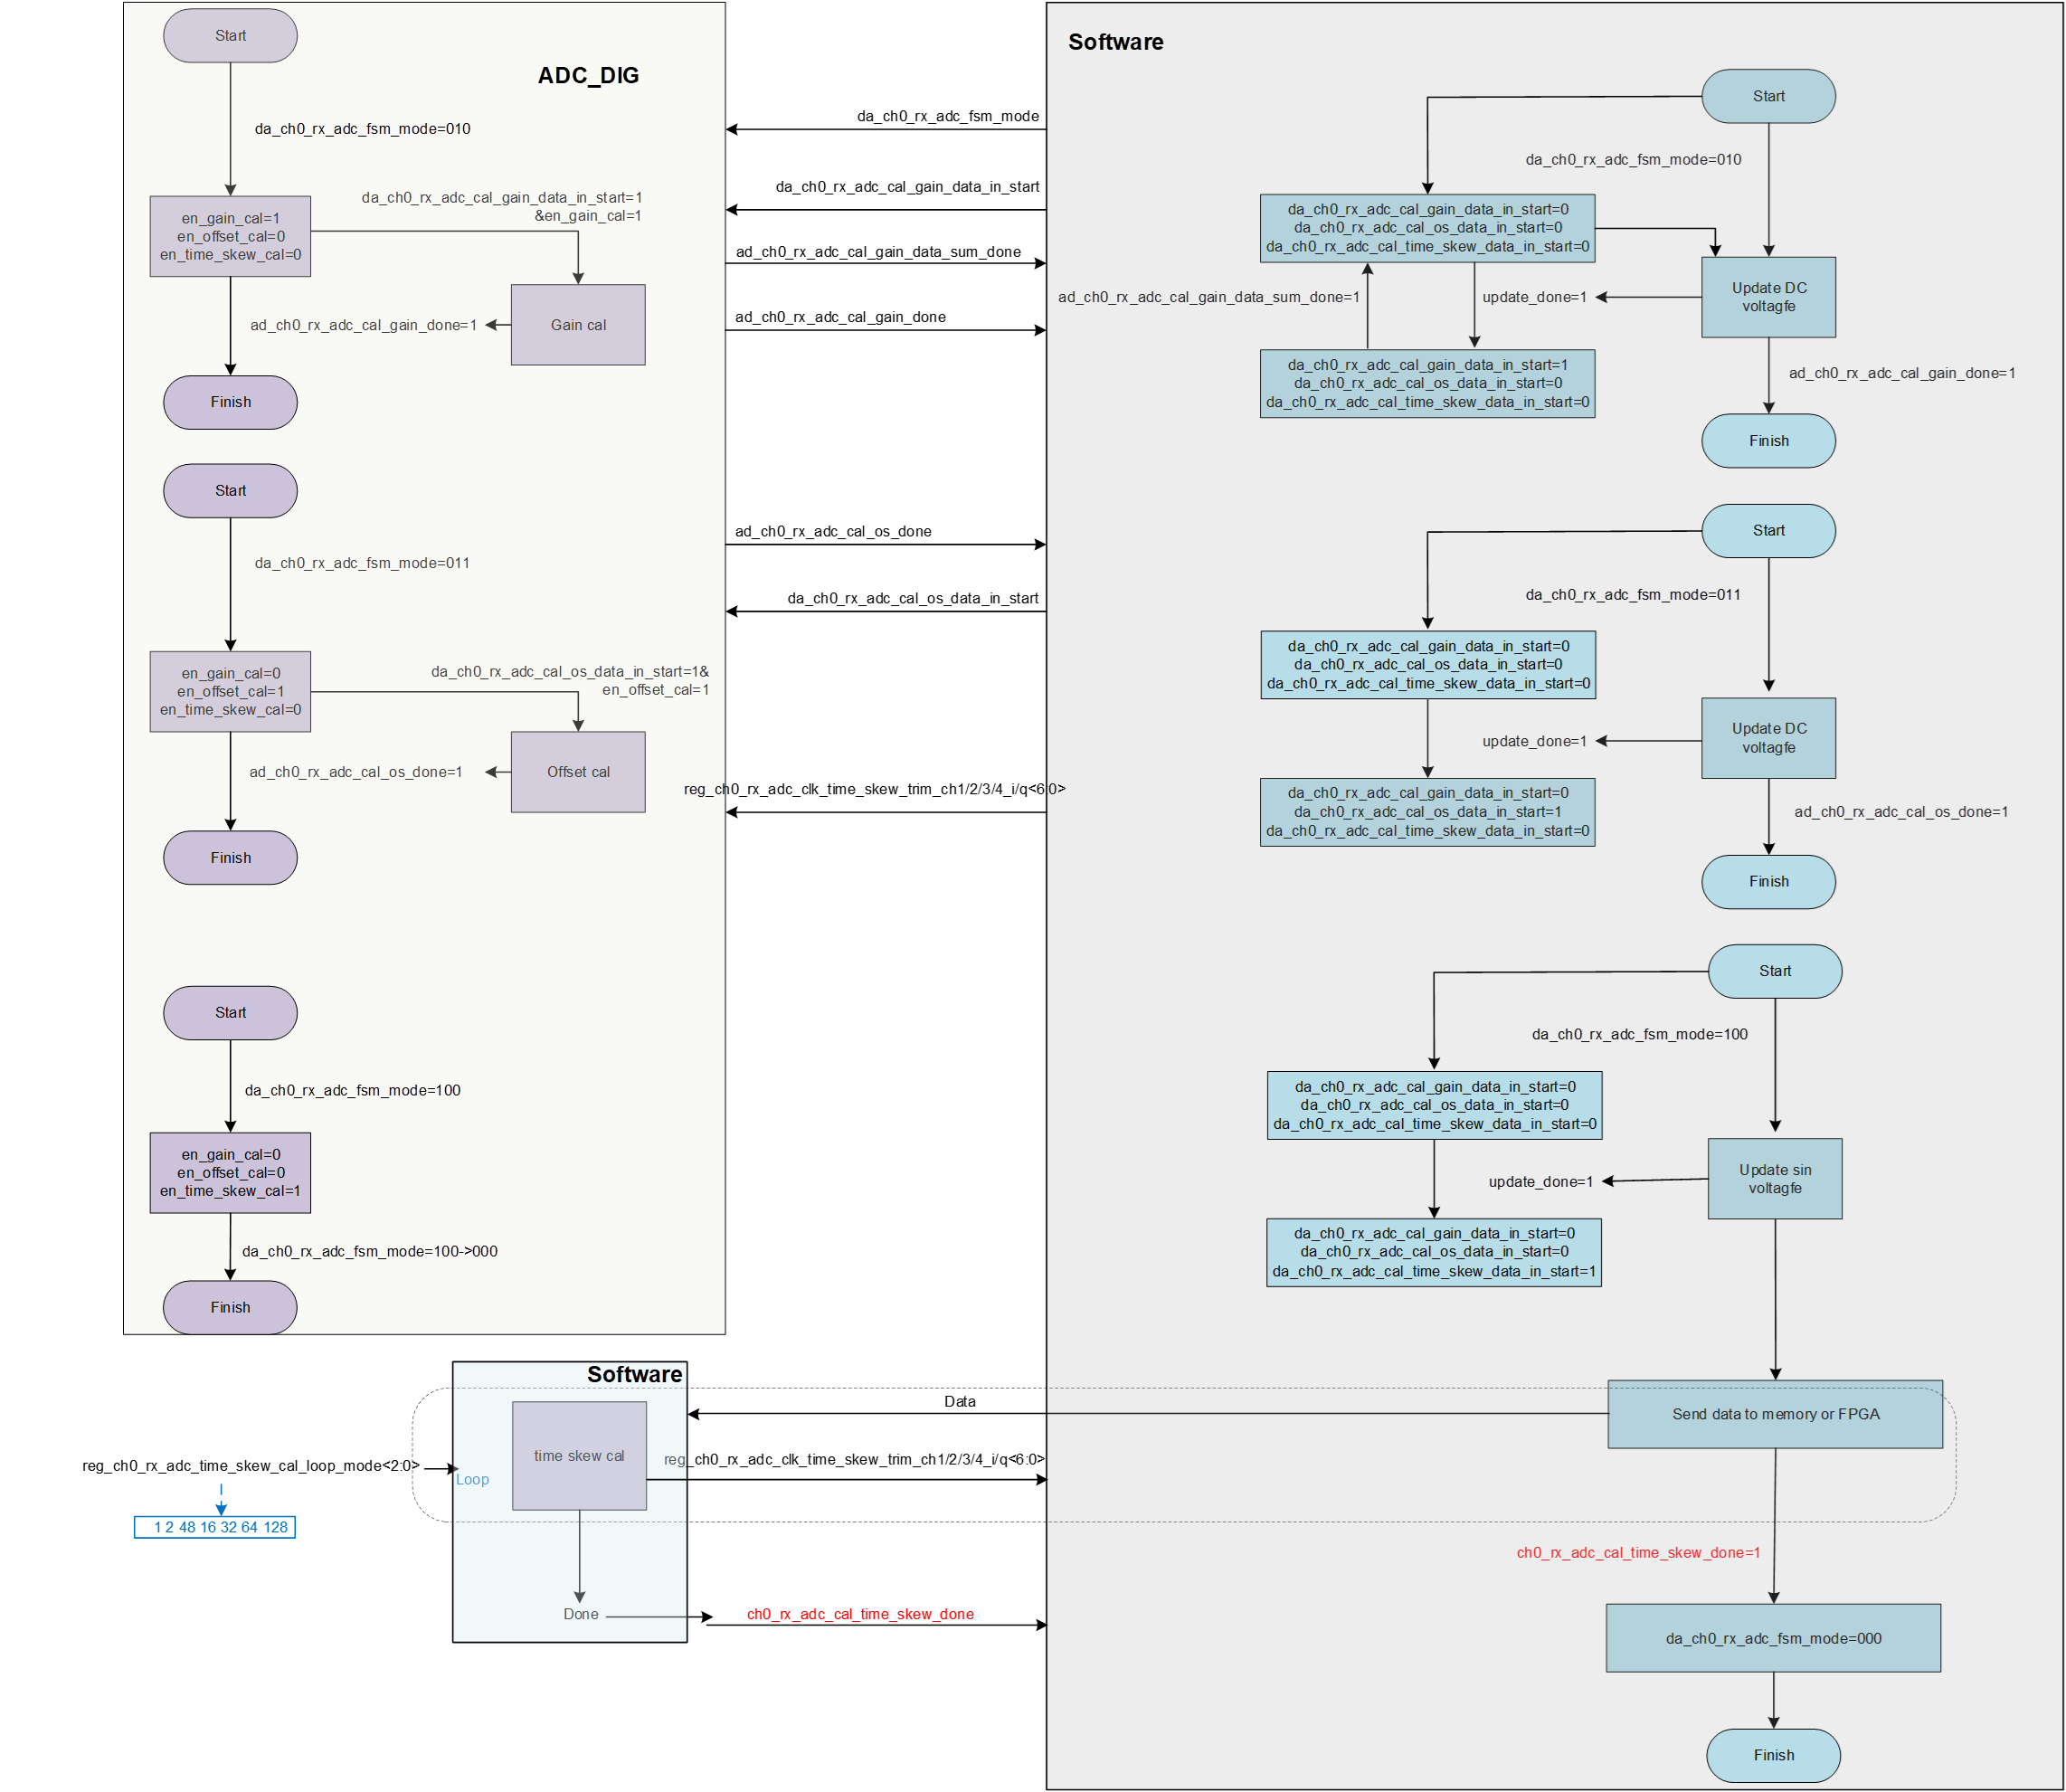 Start
ADC_DIG
da_ch0_rx_adc_fsm_mode=010
da_ch0_rx_adc_cal_gain_data_in_start=1
&en_gain_cal=1
en_gain_cal=1
en_offset_cal=0
en_time_skew_cal=0
ad_ch0_rx_adc_cal_gain_done=1
Gain cal
Finish
Start
da_ch0_rx_adc_fsm_mode=011
da_ch0_rx_adc_cal_os_data_in_start=1&
en_offset_cal=1
en_gain_cal=0
en_offset_cal=1
en_time_skew_cal=0
ad_ch0_rx_adc_cal_os_done=1
Offset cal
Finish
Start
da_ch0_rx_adc_fsm_mode=100
en_gain_cal=0
en_offset_cal=0
en_time_skew_cal=1
da_ch0_rx_adc_fsm_mode=100->000
Finish
da_ch0_rx_adc_fsm_mode
da_ch0_rx_adc_cal_gain_data_in_start
ad_ch0_rx_adc_cal_gain_data_sum_done
ad_ch0_rx_adc_cal_gain_done
ad_ch0_rx_adc_cal_os_done
da_ch0_rx_adc_cal_os_data_in_start
reg_ch0_rx_adc_clk_time_skew_trim_ch1/2/3/4_i/q<6:0>
Software
Start
da_ch0_rx_adc_fsm_mode=010
da_ch0_rx_adc_cal_gain_data_in_start=0
da_ch0_rx_adc_cal_os_data_in_start=0
da_ch0_rx_adc_cal_time_skew_data_in_start=0
ad_ch0_rx_adc_cal_gain_data_sum_done=1
update_done=1
Update DC
voltagfe
da_ch0_rx_adc_cal_gain_data_in_start=1
da_ch0_rx_adc_cal_os_data_in_start=0
da_ch0_rx_adc_cal_time_skew_data_in_start=0
ad_ch0_rx_adc_cal_gain_done=1
Finish
Start
da_ch0_rx_adc_fsm_mode=011
da_ch0_rx_adc_cal_gain_data_in_start=0
da_ch0_rx_adc_cal_os_data_in_start=0
da_ch0_rx_adc_cal_time_skew_data_in_start=0
update_done=1
Update DC
voltagfe
da_ch0_rx_adc_cal_gain_data_in_start=0
da_ch0_rx_adc_cal_os_data_in_start=1
da_ch0_rx_adc_cal_time_skew_data_in_start=0
ad_ch0_rx_adc_cal_os_done=1
Finish
Start
da_ch0_rx_adc_fsm_mode=100
da_ch0_rx_adc_cal_gain_data_in_start=0
da_ch0_rx_adc_cal_os_data_in_start=0
da_ch0_rx_adc_cal_time_skew_data_in_start=0
update_done=1
Update sin
voltagfe
da_ch0_rx_adc_cal_gain_data_in_start=0
da_ch0_rx_adc_cal_os_data_in_start=0
da_ch0_rx_adc_cal_time_skew_data_in_start=1
Software
Data
Send data to memory or FPGA
time skew cal
reg_ch0_rx_adc_clk_time_skew_trim_ch1/2/3/4_i/q<6:0>
reg_ch0_rx_adc_time_skew_cal_loop_mode<2:0>
Loop
1 2 48 16 32 64 128
ch0_rx_adc_cal_time_skew_done=1
Done
ch0_rx_adc_cal_time_skew_done
da_ch0_rx_adc_fsm_mode=000
Finish